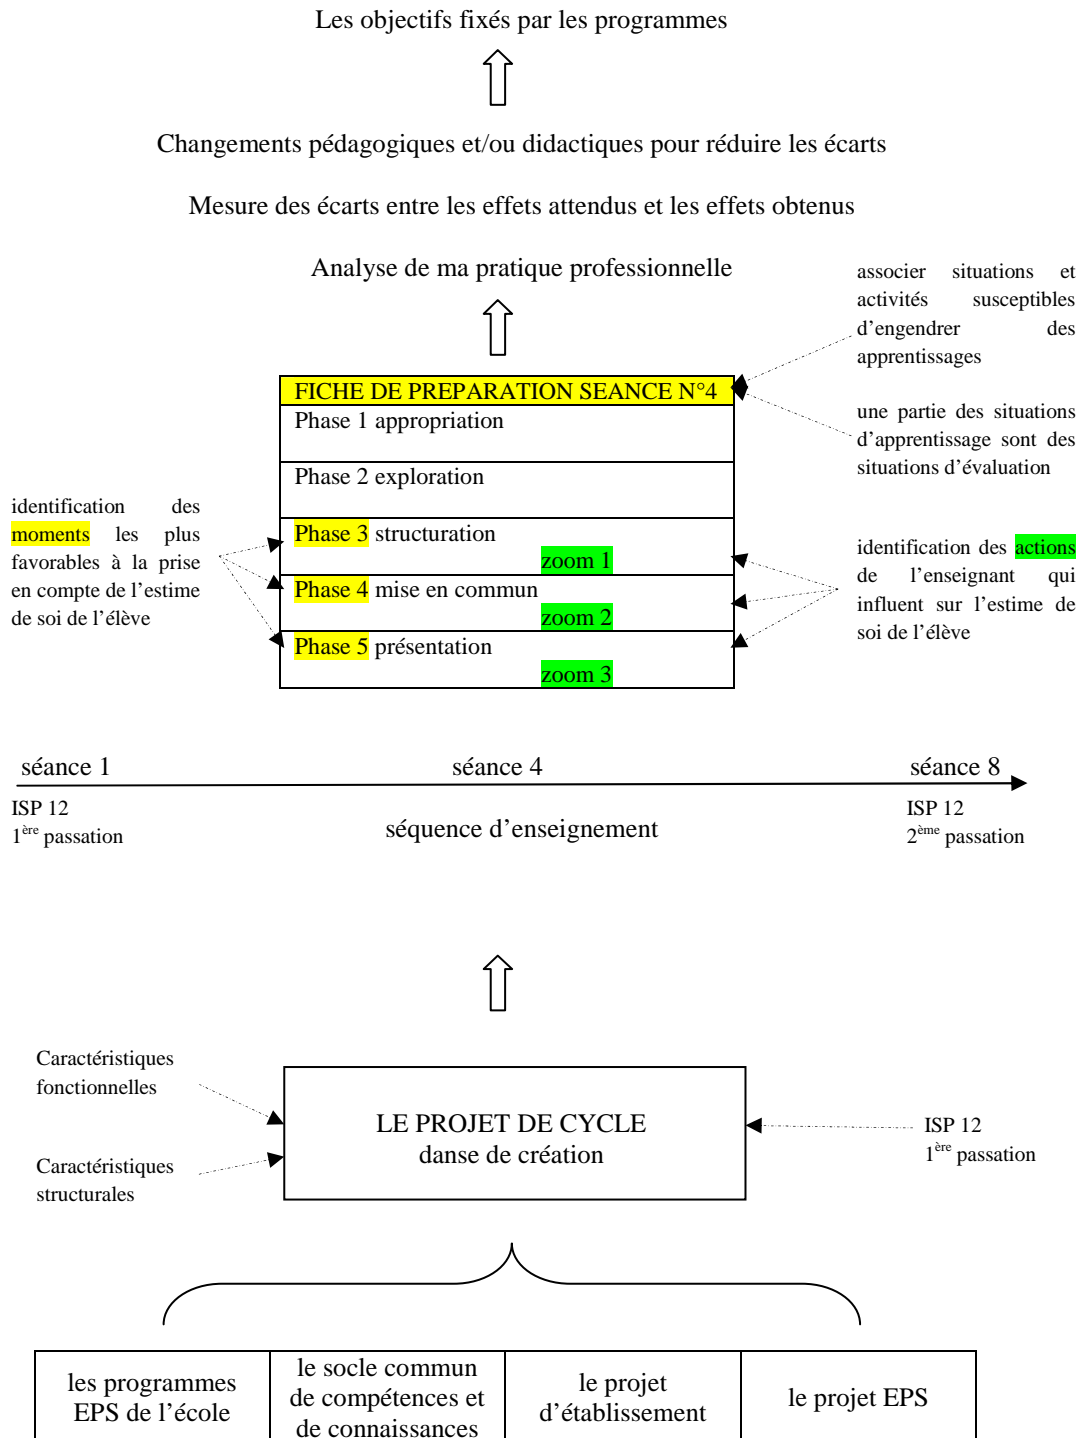 Les objectifs fixés par les programmes
Changements pédagogiques et/ou didactiques pour réduire les écarts
Mesure des écarts entre les effets attendus et les effets obtenus
Analyse de ma pratique professionnelle
associer situations et
activités susceptibles
d’engendrer des
apprentissages
une partie des situations
d’apprentissage sont des
situations d’évaluation
FICHE DE PREPARATION SEANCE N°4
Phase 1 appropriation
Phase 2 exploration
Phase 3 structuration
zoom 1
Phase 4 mise en commun
zoom 2
Phase 5 présentation
zoom 3
identification des
moments les plus
favorables à la prise
en compte de l’estime
de soi de l’élève
identification des actions
de l’enseignant qui
influent sur l’estime de
soi de l’élève
séance 1
séance 4
séance 8
ISP 12
1ère passation
séquence d’enseignement
ISP 12
2ème passation
Caractéristiques
fonctionnelles
Caractéristiques
structurales
LE PROJET DE CYCLE
danse de création
ISP 12
1ère passation
les programmes
EPS de l’école
le socle commun
de compétences et
de connaissances
le projet
d’établissement
le projet EPS